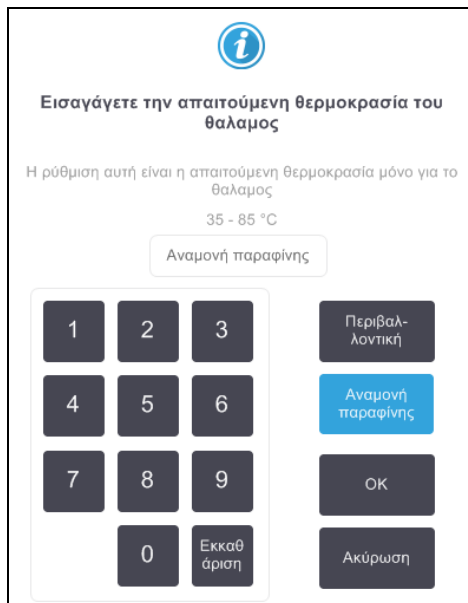 i
Εισαγάγετε την απαιτούμενη θερμοκρασία του
θαλαμος
Η ρύθμιση αυτή είναι η απαιτούμενη θερμοκρασία μόνο για το
θαλαμος
35 - 85 °C
Αναμονή παραφίνης
1 2 3
Περιβαλ-
λοντική
4 5 6
Αναμονή
παραφίνης
7 8 9
OK
0
Εκκαθ
άριση
Ακύρωση